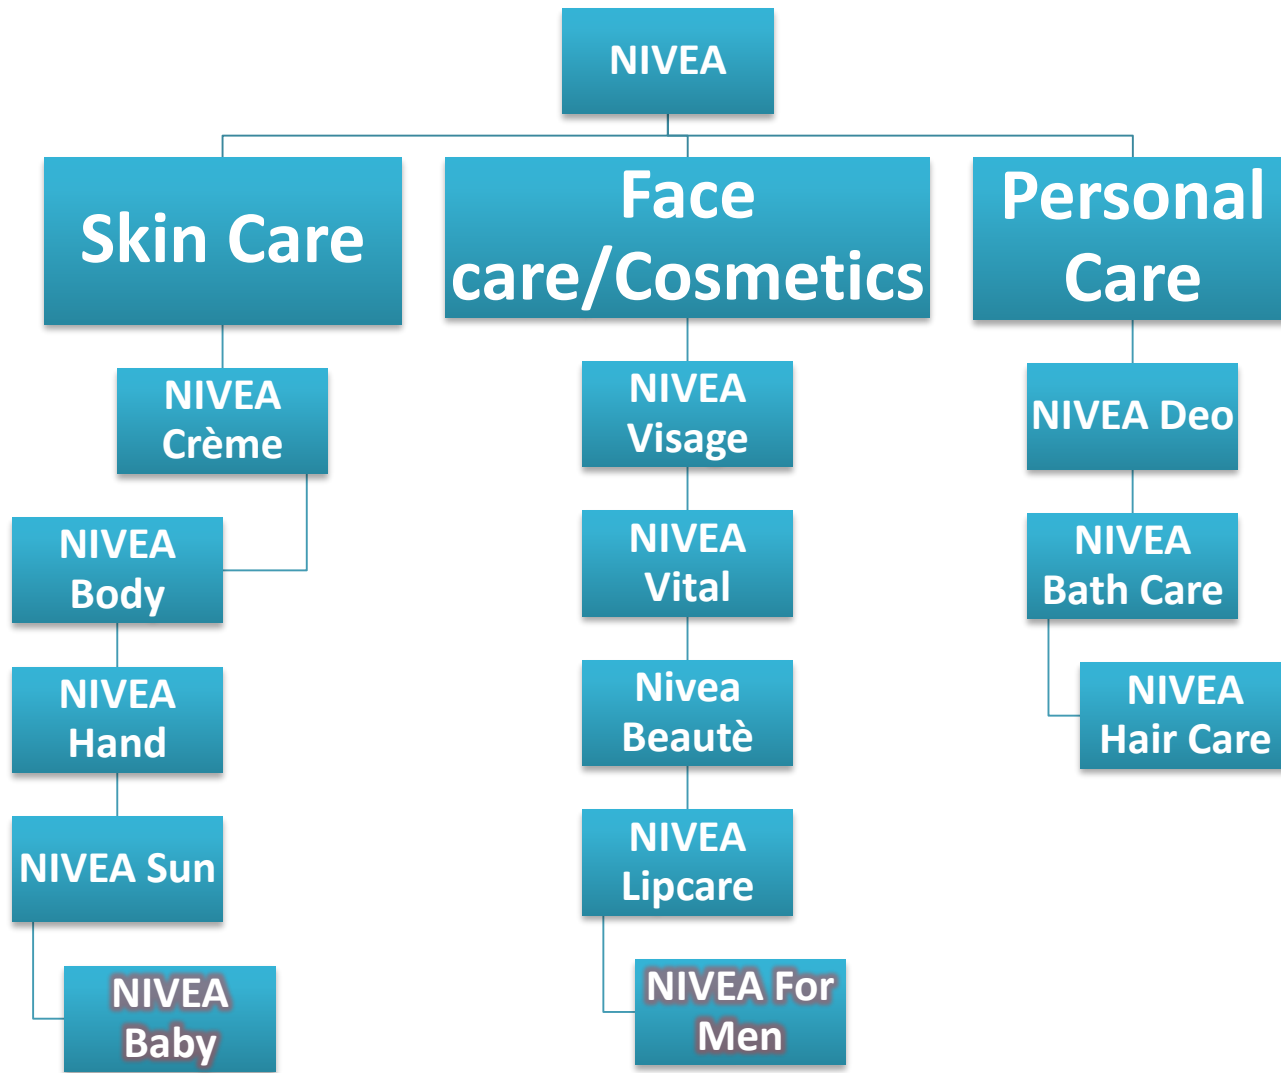 NIVEA
Skin Care
Face
care/Cosmetics
Personal
Care
NIVEA
Crème
NIVEA
Body
NIVEA
Hand
NIVEA Sun
NIVEA
Baby
NIVEA
Visage
NIVEA
Vital
Nivea
Beautè
NIVEA
Lipcare
NIVEA For
Men
NIVEA Deo
NIVEA
Bath Care
NIVEA
Hair Care